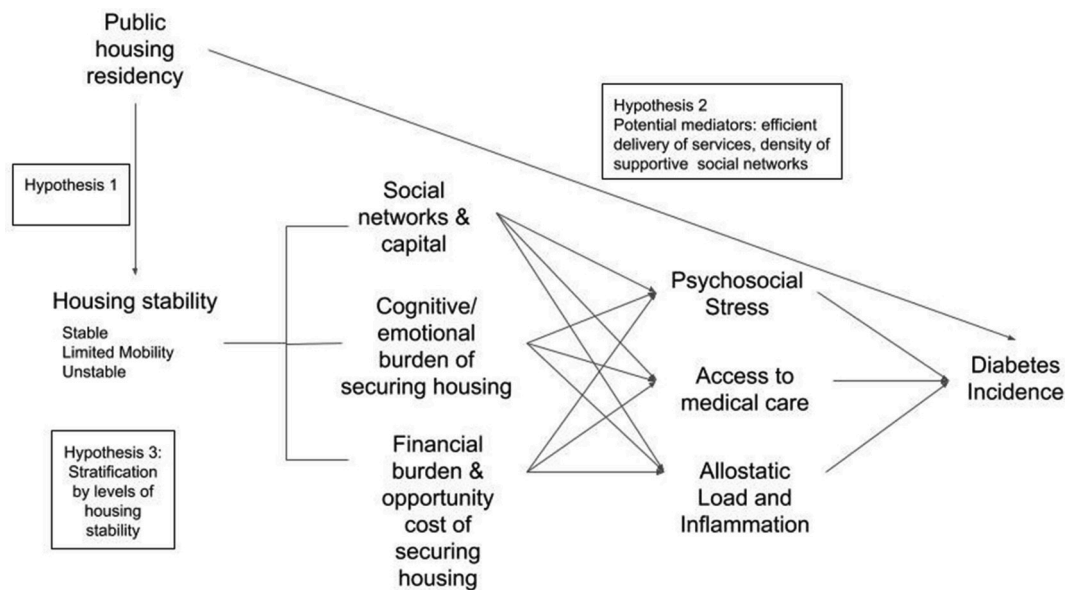 Public
housing
residency
Hypothesis 2
Potential mediators: efficient
delivery of services, density of
supportive social networks
Hypothesis 1
Social
networks &
capital
Housing stability
Stable
Limited Mobility
Unstable
Cognitive/
emotional
burden of
securing housing
Psychosocial
Stress
Access to
medical care
Diabetes
Incidence
Hypothesis 3:
Stratification
by levels of
housing
stability
Financial
burden &
opportunity
cost of
securing
housing
Allostatic
Load and
Inflammation